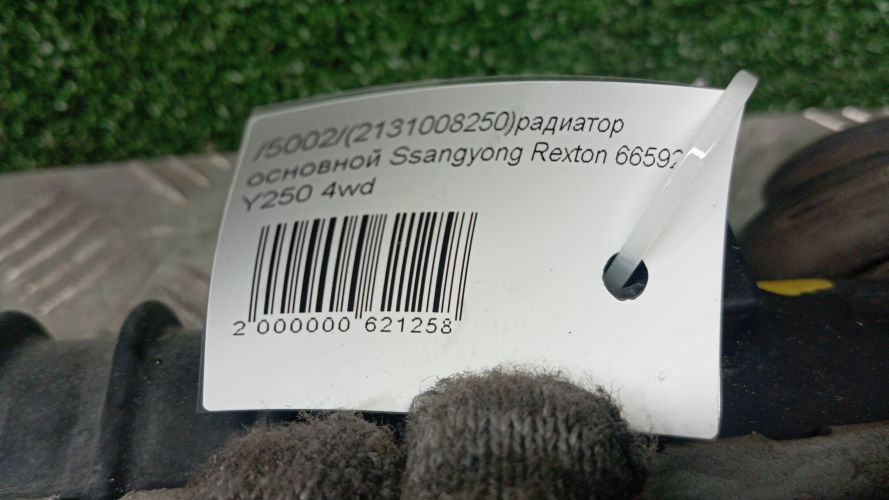 /5002/(2131008250)радиатор
основной Ssangyong Rexton 66592
Y250 4wd
2 000000 621258